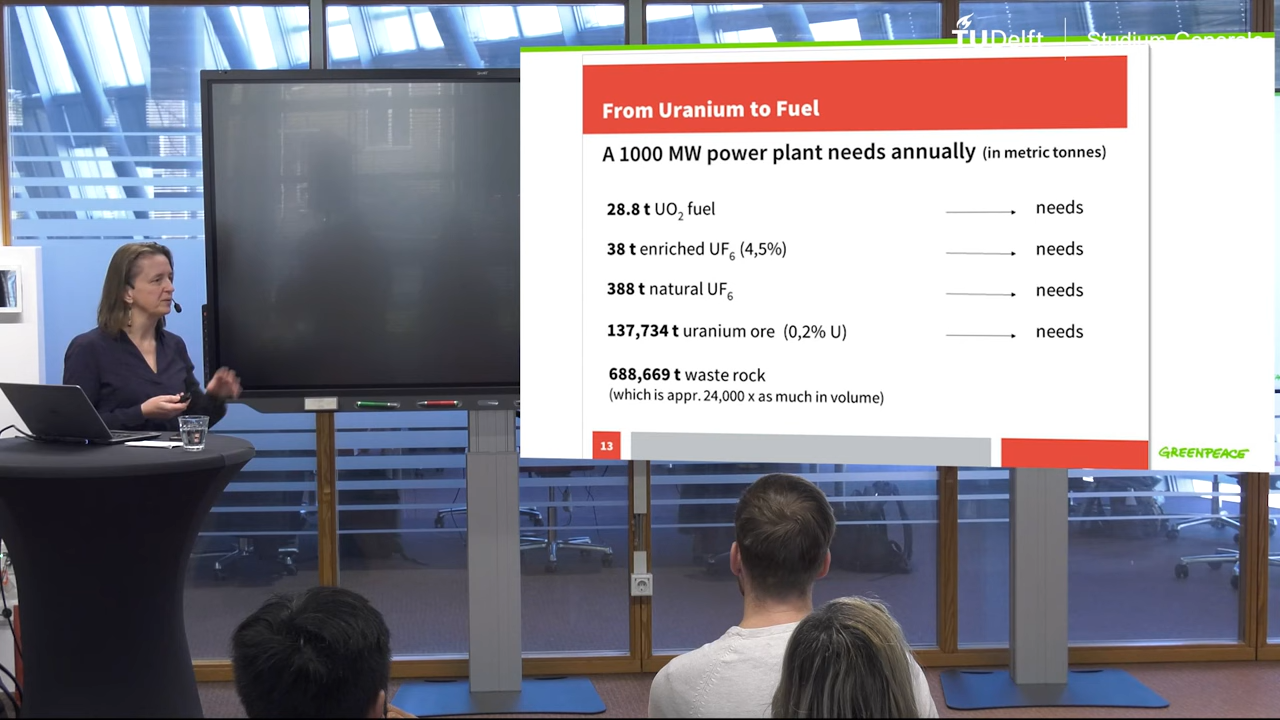 TUDelft | Studium Generale
From Uranium to Fuel
A 1000 MW power plant needs annually (in metric tonnes)
28.8 t UO2 fuel needs
38 t enriched UF6 (4,5%) needs
388 t natural UF6 needs
137,734 t uranium ore (0,2% U) needs
688,669 t waste rock
(which is appr. 24,000 x as much in volume)
13
GREENPEACE